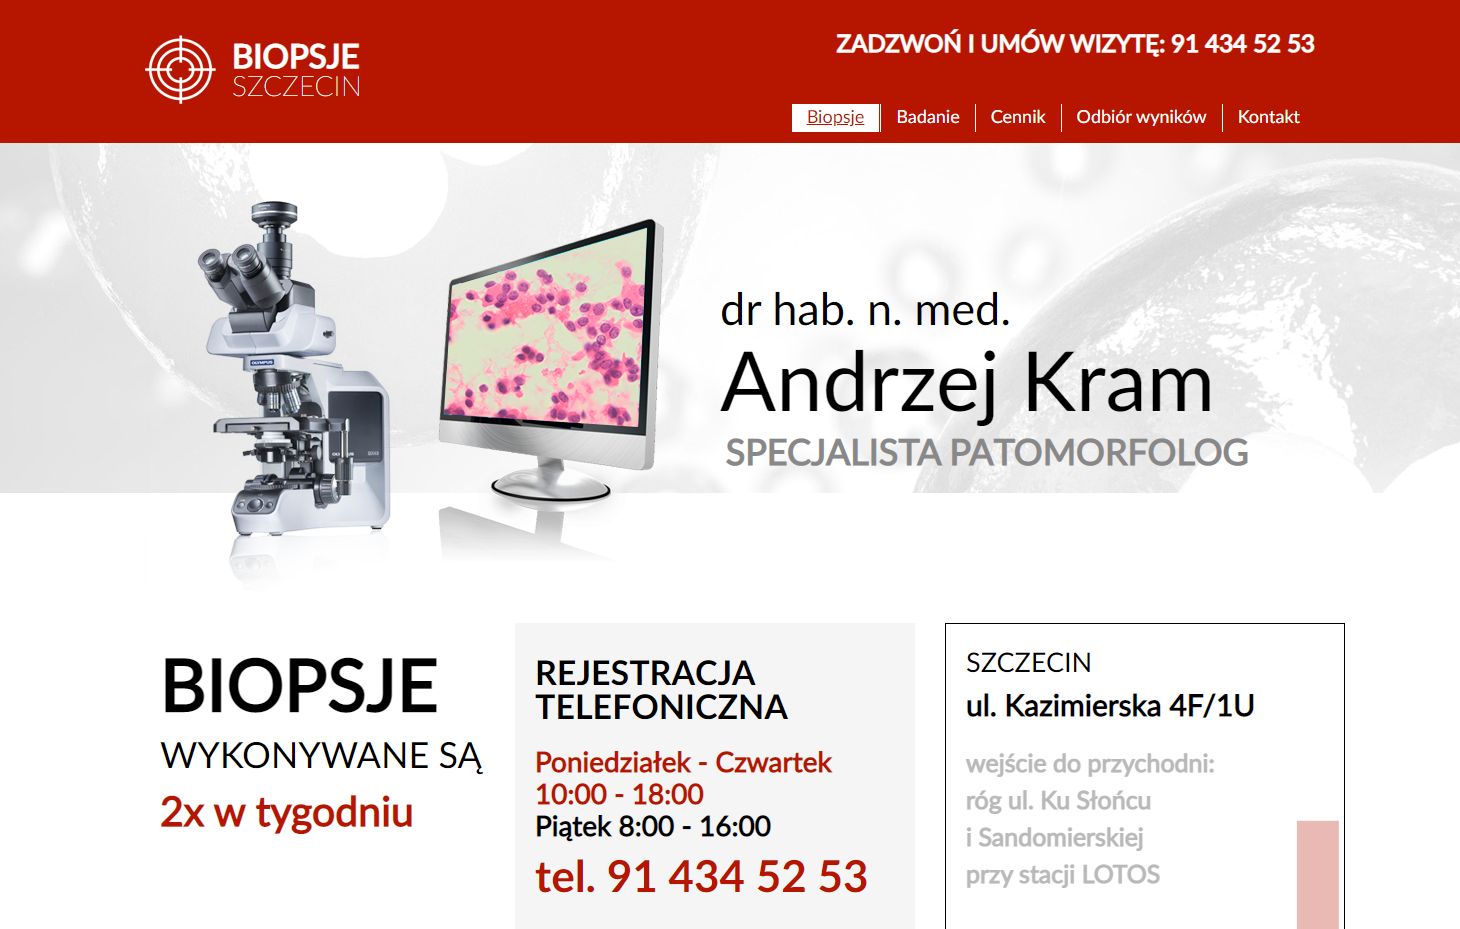 BIOPSJE
SZCZECIN
ZADZWOŃ I UMÓW WIZYTĘ: 91 434 52 53
Biopsje
Badanie
Cennik
Odbiór wyników
Kontakt
OLYMPUS
dr hab. n. med.
Andrzej Kram
SPECJALISTA PATOMORFOLOG
BIOPSJE
WYKONYWANE SĄ
2x w tygodniu
REJESTRACJA
TELEFONICZNA
Poniedziałek - Czwartek
10:00 - 18:00
Piątek 8:00 - 16:00
tel. 91 434 52 53
SZCZECIN
ul. Kazimierska 4F/1U
wejście do przychodni:
róg ul. Ku Słońcu
i Sandomierskiej
przy stacji LOTOS